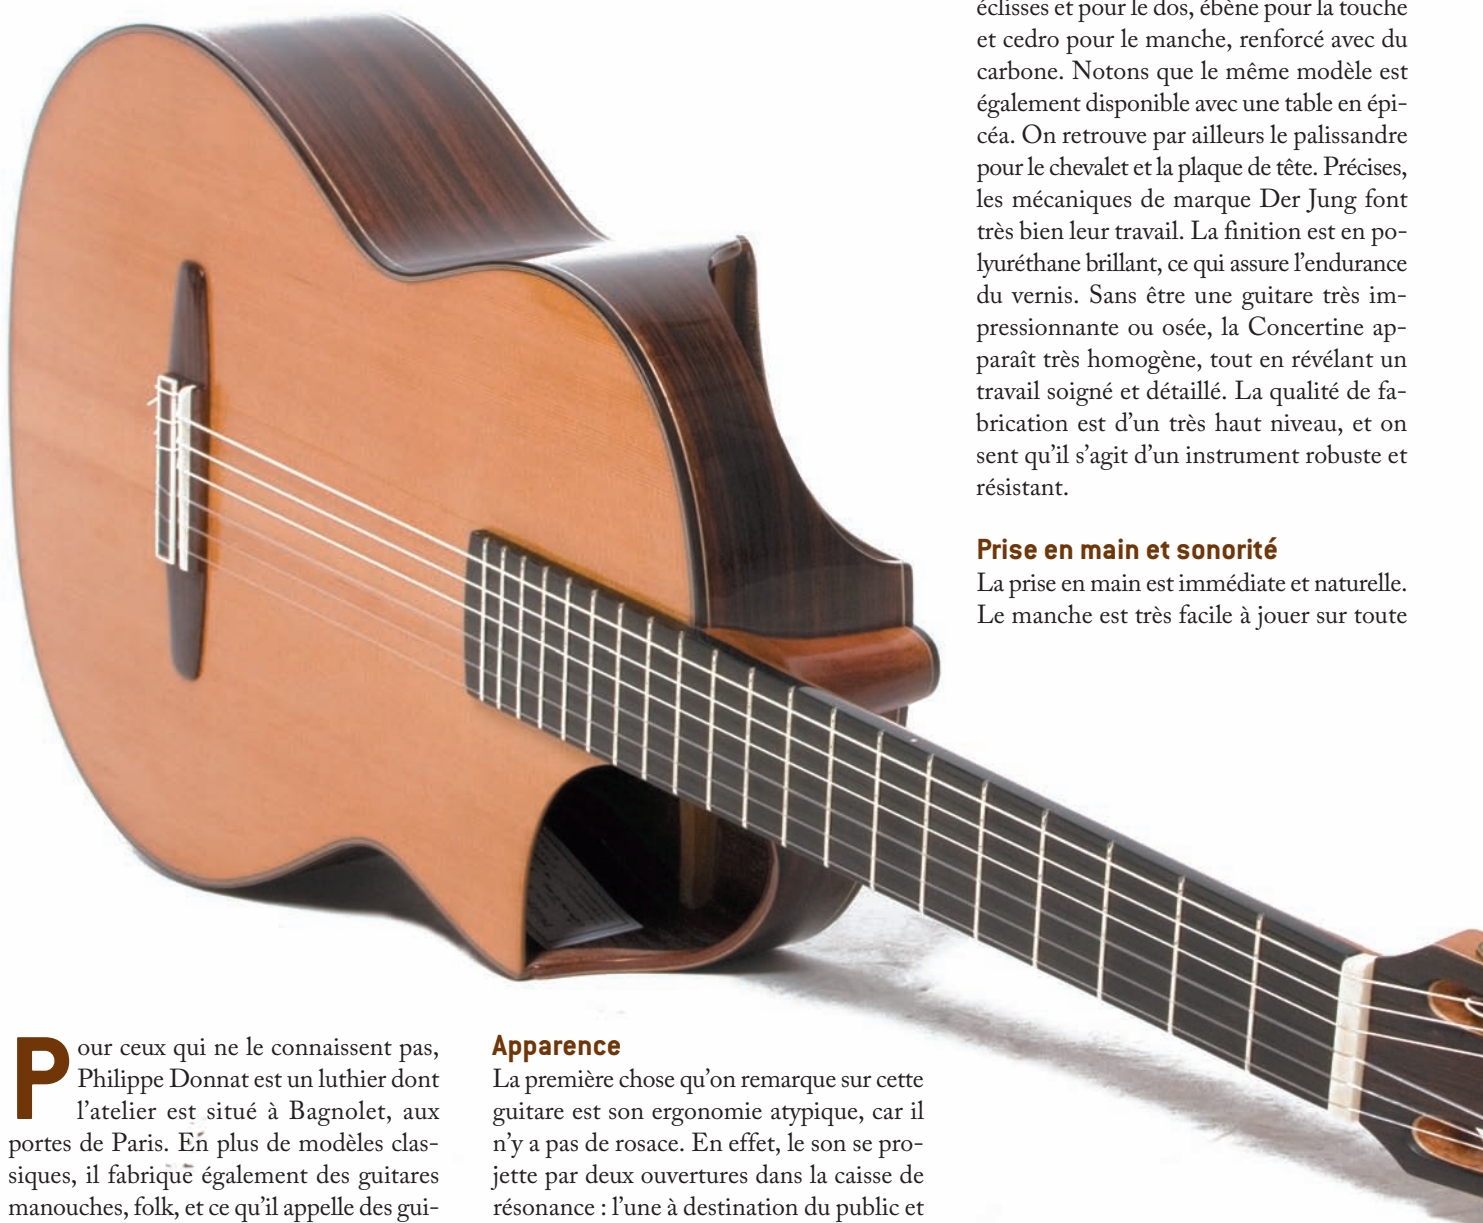 Pour ceux qui ne le connaissent pas,
Philippe Donnat est un luthier dont
l'atelier est situé à Bagnolet, aux
portes de Paris. En plus de modèles clas-
siques, il fabrique également des guitares
manouches, folk, et ce qu'il appelle des gui-
Apparence
La première chose qu'on remarque sur cette
guitare est son ergonomie atypique, car il
n'y a pas de rosace. En effet, le son se pro-
jette par deux ouvertures dans la caisse de
résonance : l'une à destination du public et
éclisses et pour le dos, ébène pour la touche
et cedro pour le manche, renforcé avec du
carbone. Notons que le même modèle est
également disponible avec une table en épi-
céa. On retrouve par ailleurs le palissandre
pour le chevalet et la plaque de tête. Précises,
les mécaniques de marque Der Jung font
très bien leur travail. La finition est en po-
lyuréthane brillant, ce qui assure l'endurance
du vernis. Sans être une guitare très im-
pressionnante ou osée, la Concertine ap-
paraît très homogène, tout en révélant un
travail soigné et détaillé. La qualité de fa-
brication est d'un très haut niveau, et on
sent qu'il s'agit d'un instrument robuste et
résistant.
Prise en main et sonorité
La prise en main est immédiate et naturelle.
Le manche est très facile à jouer sur toute